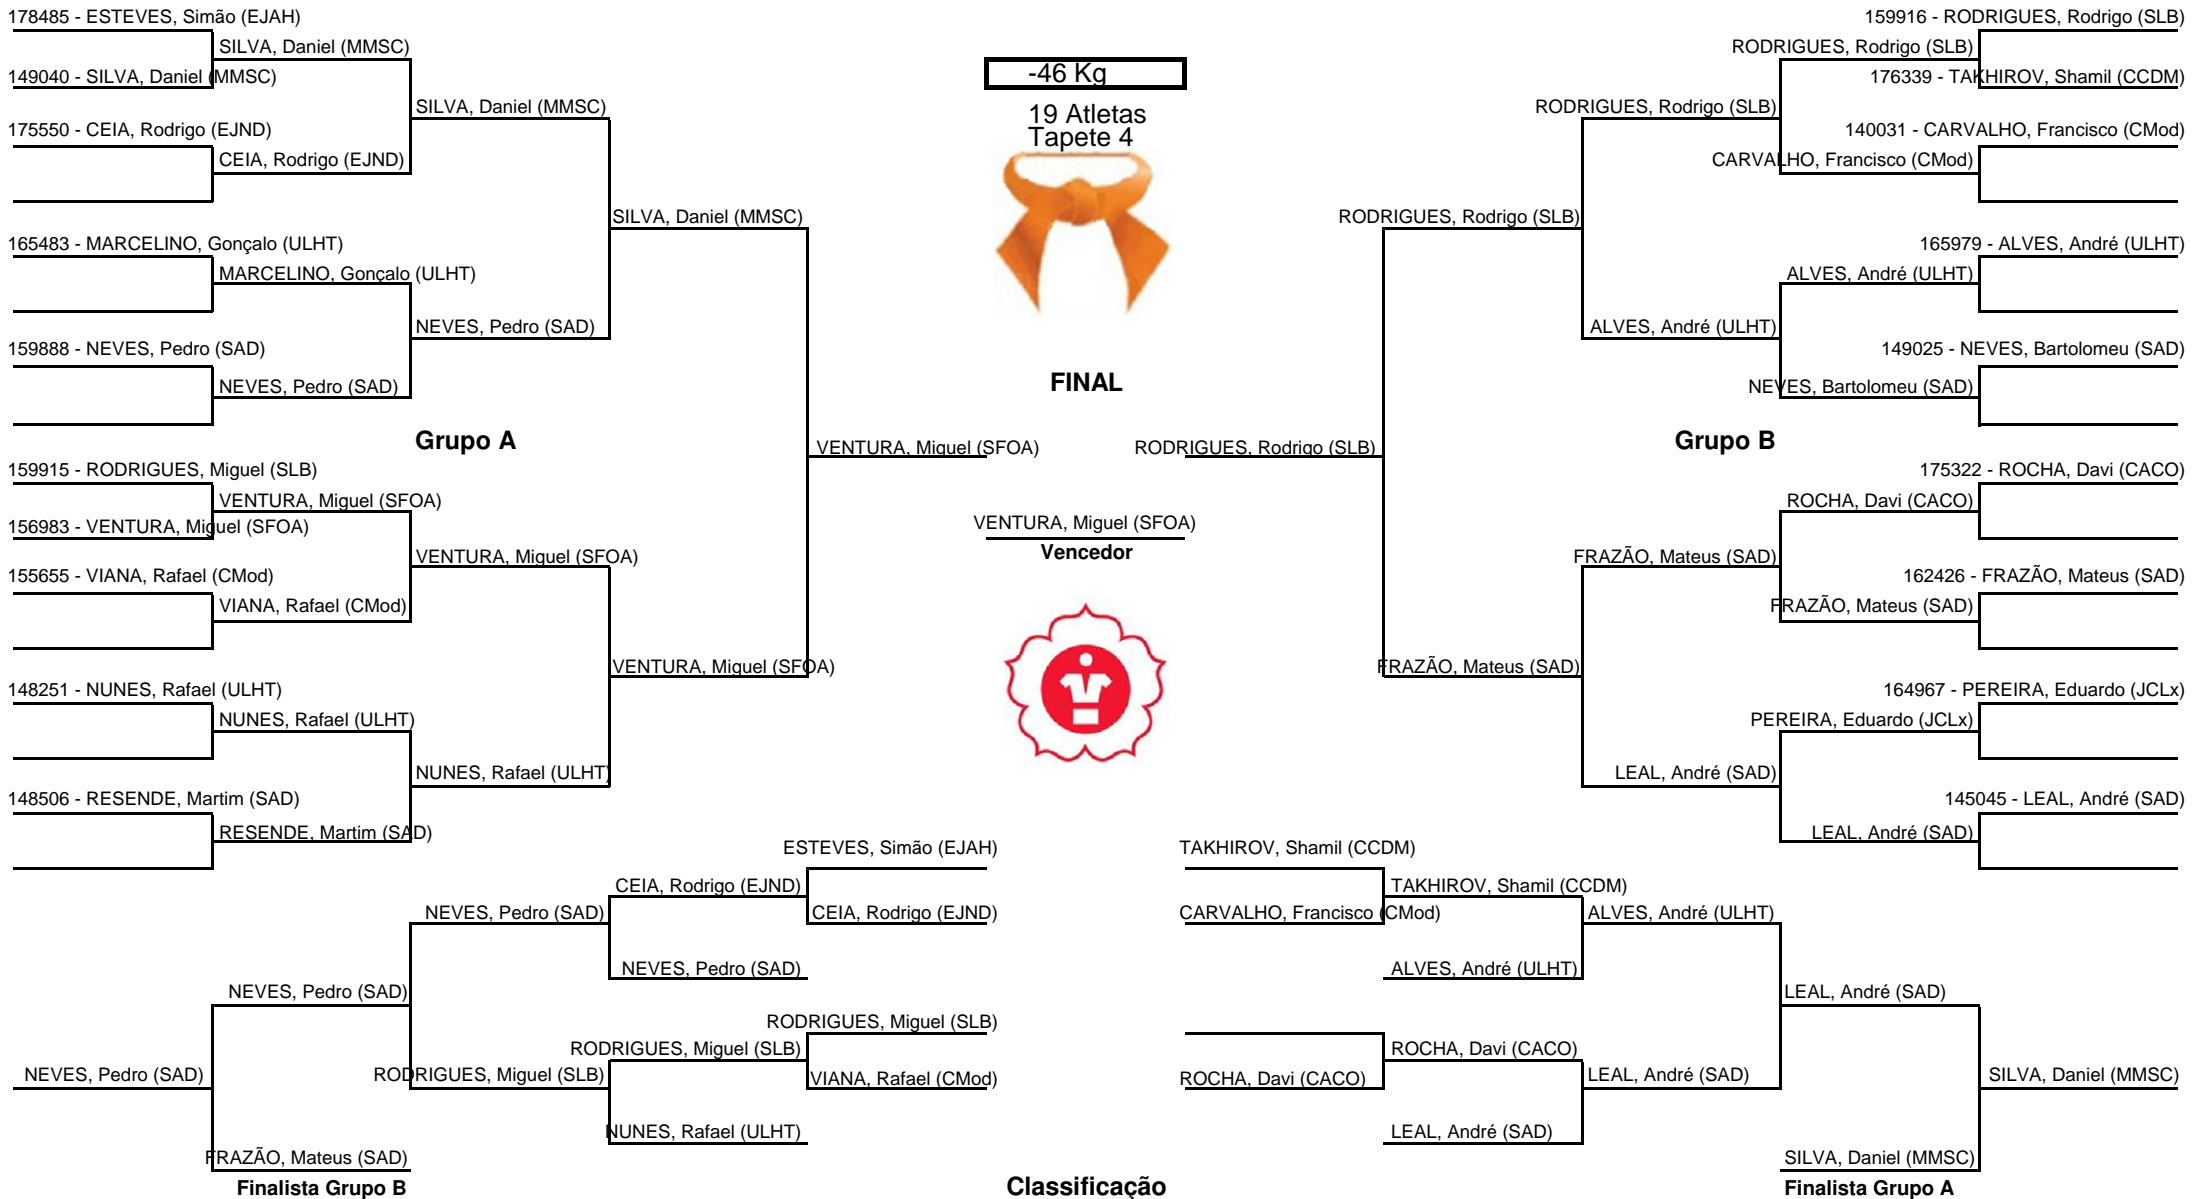 178485 - ESTEVES, Simão (EJAH)
SILVA, Daniel (MMSC)
149040 - SILVA, Daniel (MMSC)
SILVA, Daniel (MMSC)
175550 - CEIA, Rodrigo (EJND)
CEIA, Rodrigo (EJND)
SILVA, Daniel (MMSC)
165483 - MARCELINO, Gonçalo (ULHT)
MARCELINO, Gonçalo (ULHT)
NEVES, Pedro (SAD)
159888 - NEVES, Pedro (SAD)
NEVES, Pedro (SAD)
Grupo A
VENTURA, Miguel (SFOA)
159915 - RODRIGUES, Miguel (SLB)
VENTURA, Miguel (SFOA)
156983 - VENTURA, Miguel (SFOA)
VENTURA, Miguel (SFOA)
155655 - VIANA, Rafael (CMod)
VIANA, Rafael (CMod)
VENTURA, Miguel (SFOA)
148251 - NUNES, Rafael (ULHT)
NUNES, Rafael (ULHT)
NUNES, Rafael (ULHT)
148506 - RESENDE, Martim (SAD)
RESENDE, Martim (SAD)
-46 Kg
19 Atletas
Tapete 4
FINAL
VENTURA, Miguel (SFOA)
Vencedor
159916 - RODRIGUES, Rodrigo (SLB)
RODRIGUES, Rodrigo (SLB)
176339 - TAKHIROV, Shamil (CCDM)
RODRIGUES, Rodrigo (SLB)
140031 - CARVALHO, Francisco (CMod)
CARVALHO, Francisco (CMod)
RODRIGUES, Rodrigo (SLB)
165979 - ALVES, André (ULHT)
ALVES, André (ULHT)
ALVES, André (ULHT)
149025 - NEVES, Bartolomeu (SAD)
NEVES, Bartolomeu (SAD)
Grupo B
RODRIGUES, Rodrigo (SLB)
175322 - ROCHA, Davi (CACO)
ROCHA, Davi (CACO)
FRAZÃO, Mateus (SAD)
162426 - FRAZÃO, Mateus (SAD)
FRAZÃO, Mateus (SAD)
FRAZÃO, Mateus (SAD)
164967 - PEREIRA, Eduardo (JCLx)
PEREIRA, Eduardo (JCLx)
LEAL, André (SAD)
145045 - LEAL, André (SAD)
LEAL, André (SAD)
ESTEVES, Simão (EJAH)
CEIA, Rodrigo (EJND)
NEVES, Pedro (SAD)
CEIA, Rodrigo (EJND)
NEVES, Pedro (SAD)
NEVES, Pedro (SAD)
RODRIGUES, Miguel (SLB)
RODRIGUES, Miguel (SLB)
NEVES, Pedro (SAD)
RODRIGUES, Miguel (SLB)
VIANA, Rafael (CMod)
NUNES, Rafael (ULHT)
FRAZÃO, Mateus (SAD)
Finalista Grupo B
TAKHIROV, Shamil (CCDM)
TAKHIROV, Shamil (CCDM)
CARVALHO, Francisco (CMod)
ALVES, André (ULHT)
ALVES, André (ULHT)
LEAL, André (SAD)
ROCHA, Davi (CACO)
ROCHA, Davi (CACO)
LEAL, André (SAD)
SILVA, Daniel (MMSC)
LEAL, André (SAD)
SILVA, Daniel (MMSC)
Finalista Grupo A
Classificação